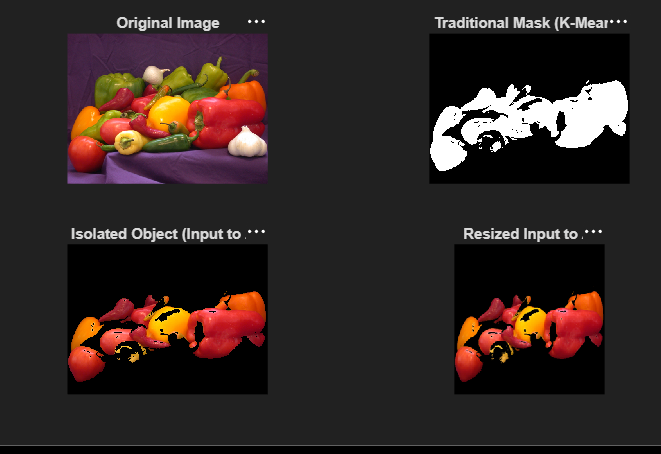 Original Image ...
Traditional Mask (K-Mear...
Isolated Object (Input to ...
Resized Input to ...